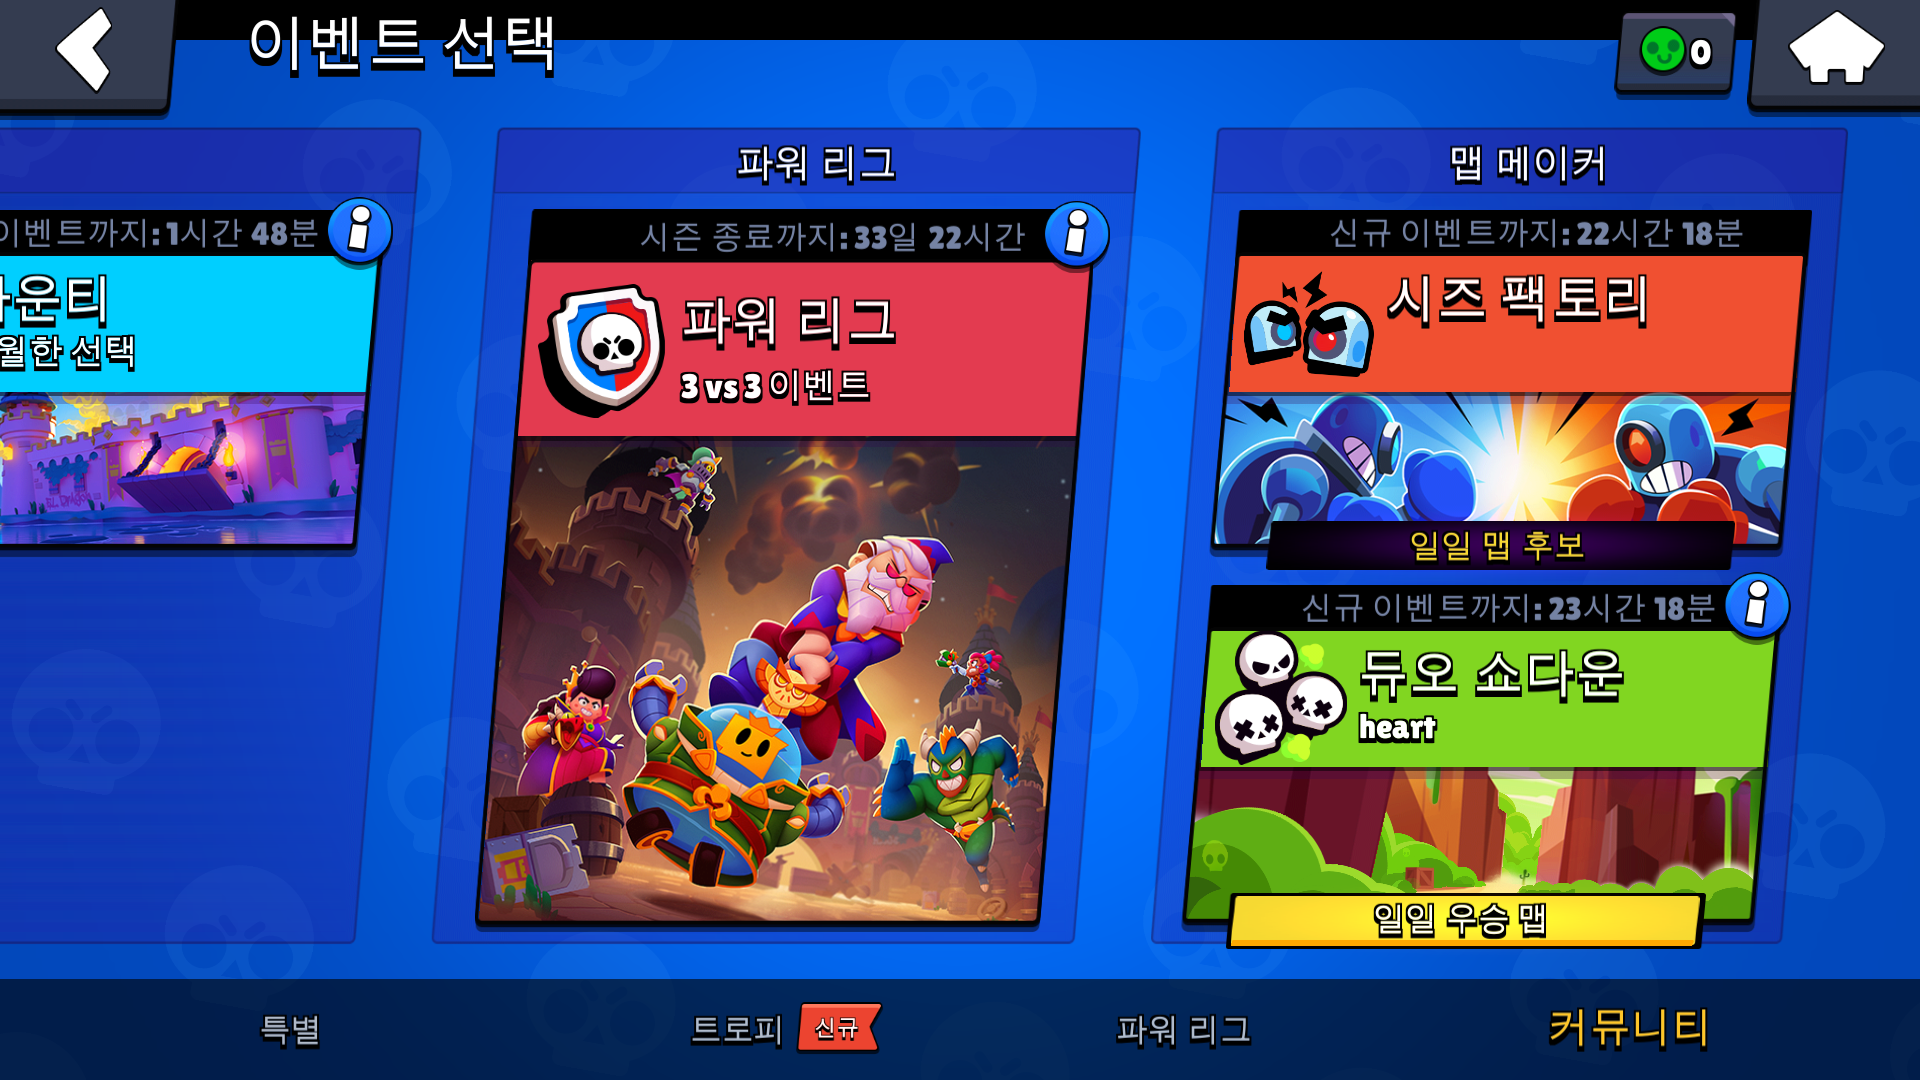 이벤트 선택
0
이벤트까지: 1시간 48분
운티
월한 선택
파워 리그
시즌 종료까지: 33일 22시간
파워 리그
3 vs 3 이벤트
맵 메이커
신규 이벤트까지: 22시간 18분
시즈 팩토리
일일 맵 후보
신규 이벤트까지: 23시간 18분
듀오 쇼다운
heart
일일 우승 맵
특별
트로피
신규
파워 리그
커뮤니티